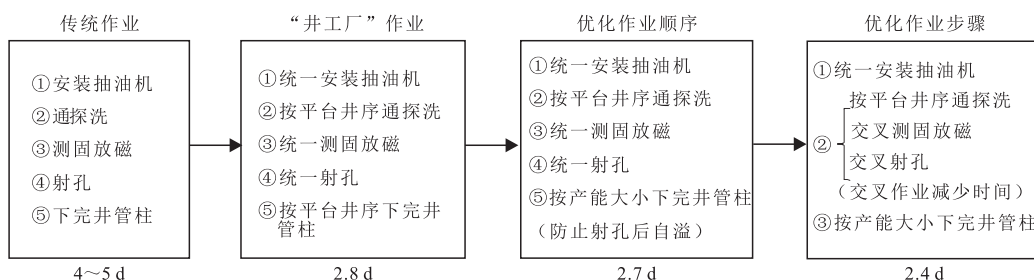 传统作业
①安装抽油机
②通探洗
③测固放磁
④射孔
⑤下完井管柱
4～5 d
“井工厂”作业
①统一安装抽油机
②按平台井序通探洗
③统一测固放磁
④统一射孔
⑤按平台井序下完井
管柱
2.8 d
优化作业顺序
①统一安装抽油机
②按平台井序通探洗
③统一测固放磁
④统一射孔
⑤按产能大小下完井管柱
（防止射孔后自溢）
2.7 d
优化作业步骤
①统一安装抽油机
②
按平台井序通探洗
交叉测固放磁
交叉射孔
（交叉作业减少时间）
③按产能大小下完井管柱
2.4 d